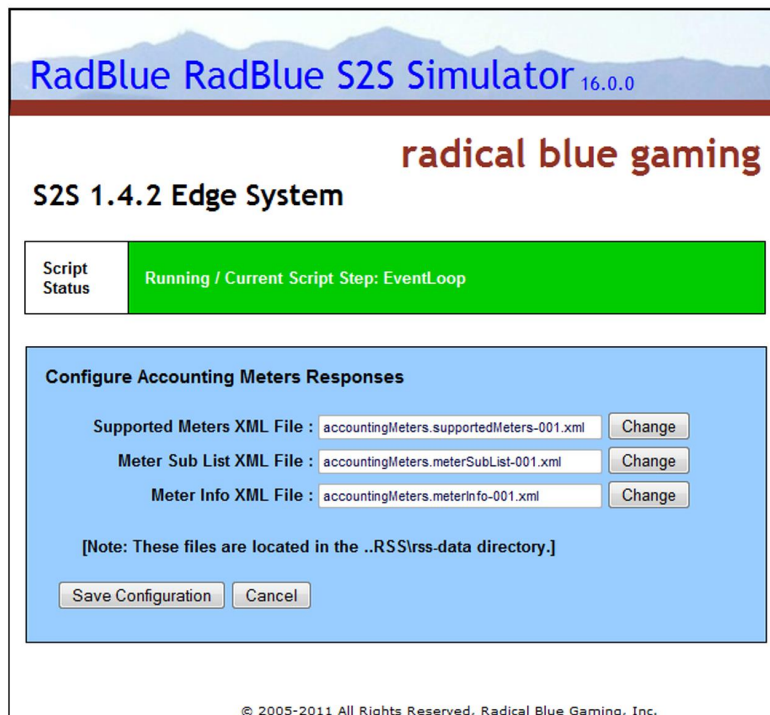 RadBlue RadBlue S2S Simulator 16.0.0
radical blue gaming
S2S 1.4.2 Edge System
Script Status
Running / Current Script Step: EventLoop
Configure Accounting Meters Responses
Supported Meters XML File : accountingMeters.supportedMeters-001.xml Change
Meter Sub List XML File : accountingMeters.meterSubList-001.xml Change
Meter Info XML File : accountingMeters.meterInfo-001.xml Change
[Note: These files are located in the ..RSS\rss-data directory.]
Save Configuration Cancel
© 2005-2011 All Rights Reserved, Radical Blue Gaming, Inc.